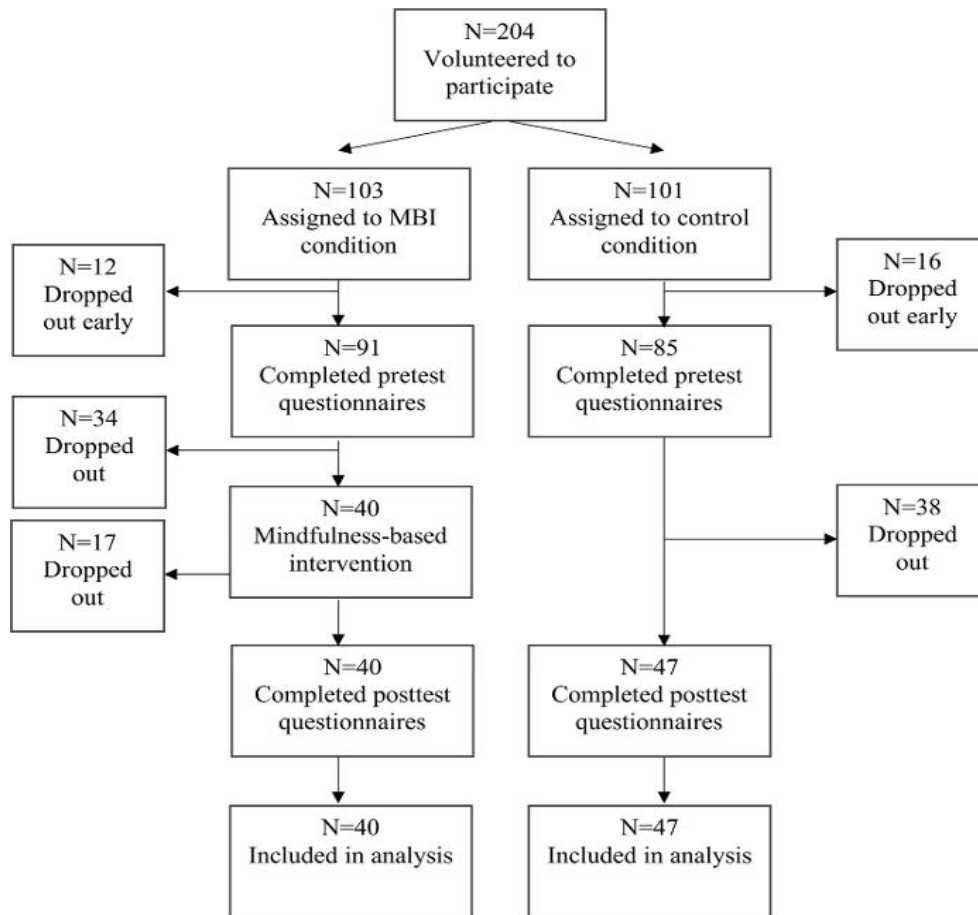 N=204
Volunteered to
participate
N=103
Assigned to MBI
condition
N=101
Assigned to control
condition
N=12
Dropped
out early
N=16
Dropped
out early
N=91
Completed pretest
questionnaires
N=85
Completed pretest
questionnaires
N=34
Dropped
out
N=40
Mindfulness-based
intervention
N=38
Dropped
out
N=17
Dropped
out
N=40
Completed posttest
questionnaires
N=47
Completed posttest
questionnaires
N=40
Included in analysis
N=47
Included in analysis